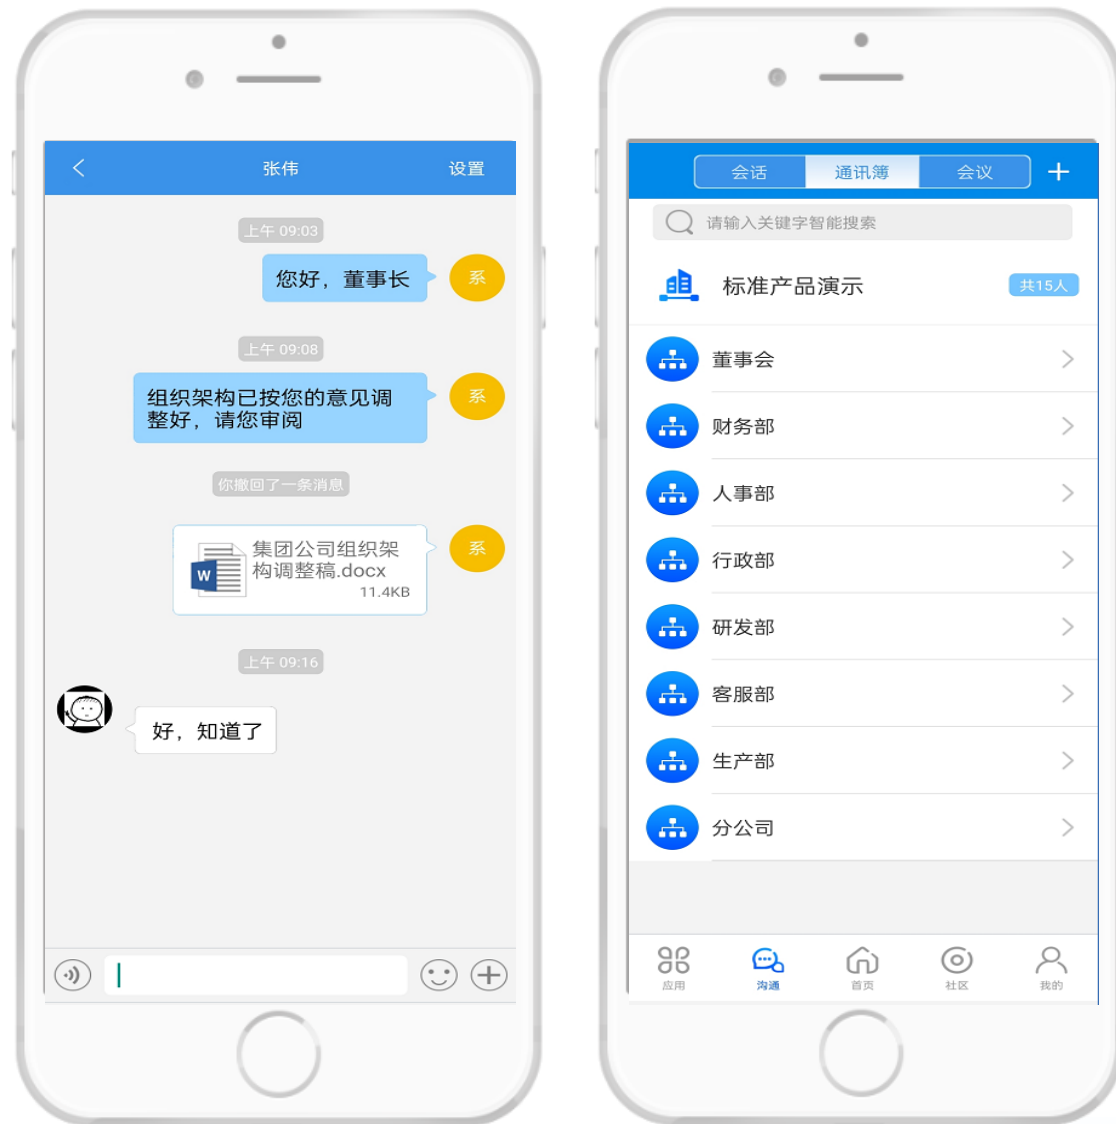 张伟
设置
上午 09:03
您好，董事长
系
上午 09:08
组织架构已按您的意见调
整好，请您审阅
系
你撤回了一条消息
集团公司组织架
构调整稿.docx
11.4KB
W
系
上午 09:16
好，知道了
会话
通讯簿
会议
请输入关键字智能搜索
标准产品演示
共15人
董事会
财务部
人事部
行政部
研发部
客服部
生产部
分公司
应用
沟通
首页
社区
我的